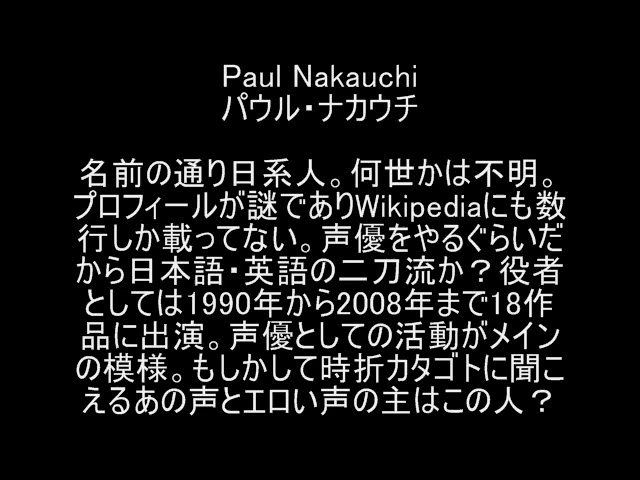 Paul Nakauchi
パウル・ナカウチ
名前の通り日系人。何世かは不明。
プロフィールが謎でありWikipediaにも数
行しか載ってない。声優をやるぐらいだ
から日本語・英語の二刀流か？役者
としては1990年から2008年まで18作
品に出演。声優としての活動がメイン
の模様。もしかして時折カタゴトに聞こ
えるあの声とエロい声の主はこの人？